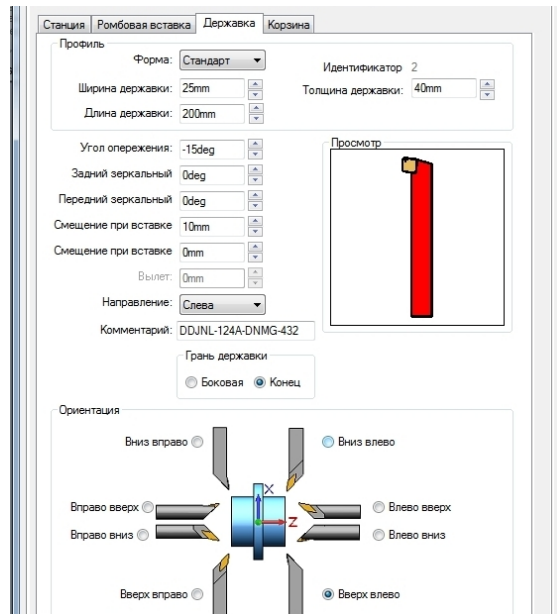 Станция Ромбовая вставка Державка Корзина
Профиль
Форма: Стандарт
Идентификатор 2
Ширина державки: 25mm
Толщина державки: 40mm
Длина державки: 200mm
Угол опережения: -15deg
Просмотр
Задний зеркальный 0deg
Передний зеркальный 0deg
Смещение при вставке 10mm
Смещение при вставке 0mm
Вылет: 0mm
Направление: Слева
Комментарий: DDJNL-124A-DNMG-432
Грань державки
Боковая Конец
Ориентация
Вниз вправо Вниз влево
X
Вправо вверх Влево вверх
Z
Вправо вниз Влево вниз
Вверх вправо Вверх влево